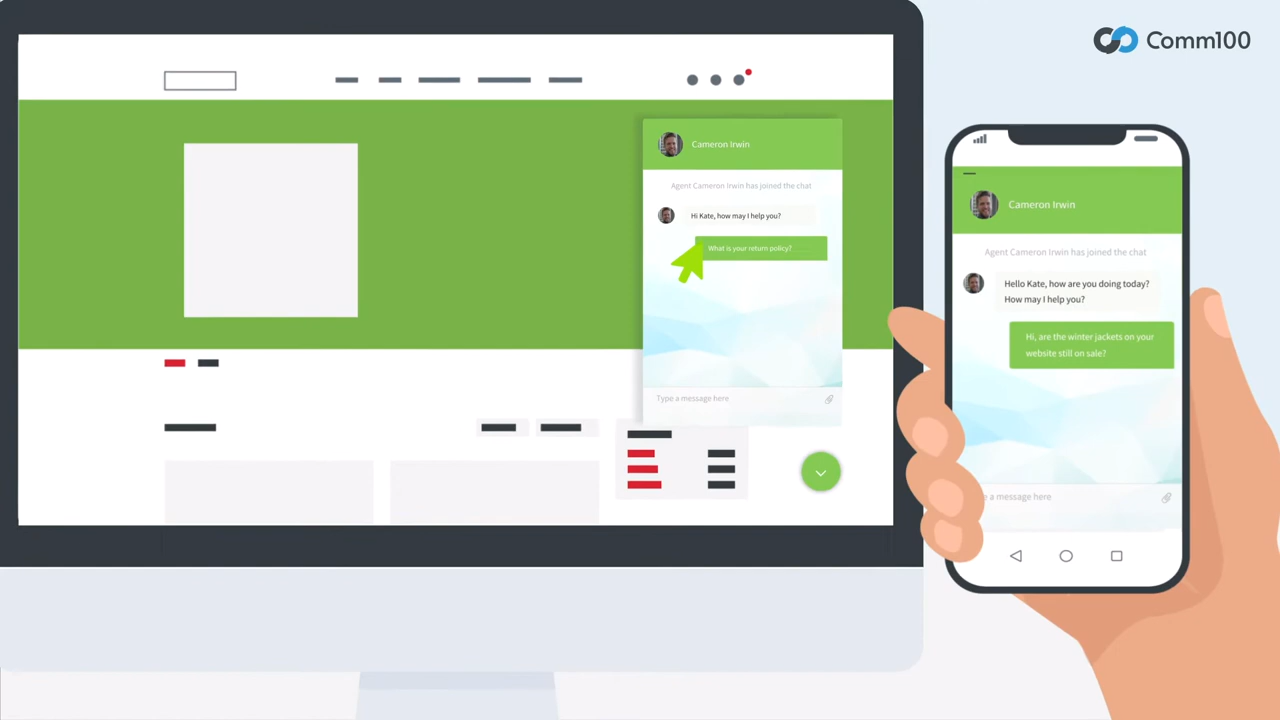 Comm100
Cameron Irwin
Agent Cameron Irwin has joined the chat
Hi Kate, how may I help you?
What is your return policy?
Type a message here
Cameron Irwin
Agent Cameron Irwin has joined the chat
Hello Kate, how are you doing today?
How may I help you?
Hi, are the winter jackets on your
website still on sale?
e a message here